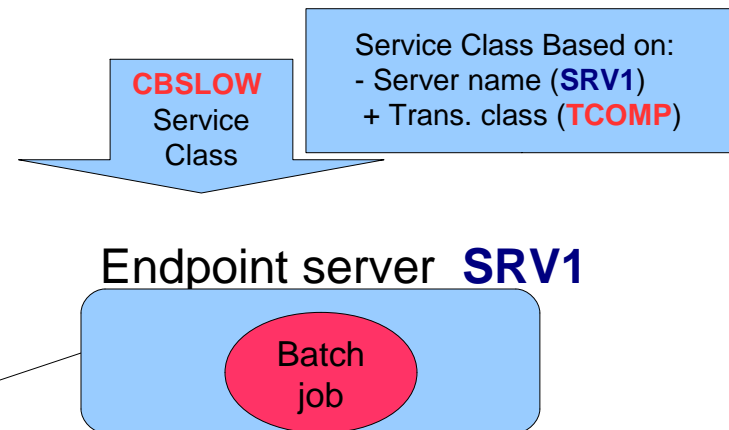 CBSLOW
Service
Class
Service Class Based on:
- Server name (SRV1)
+ Trans. class (TCOMP)
Endpoint server SRV1
Batch
job